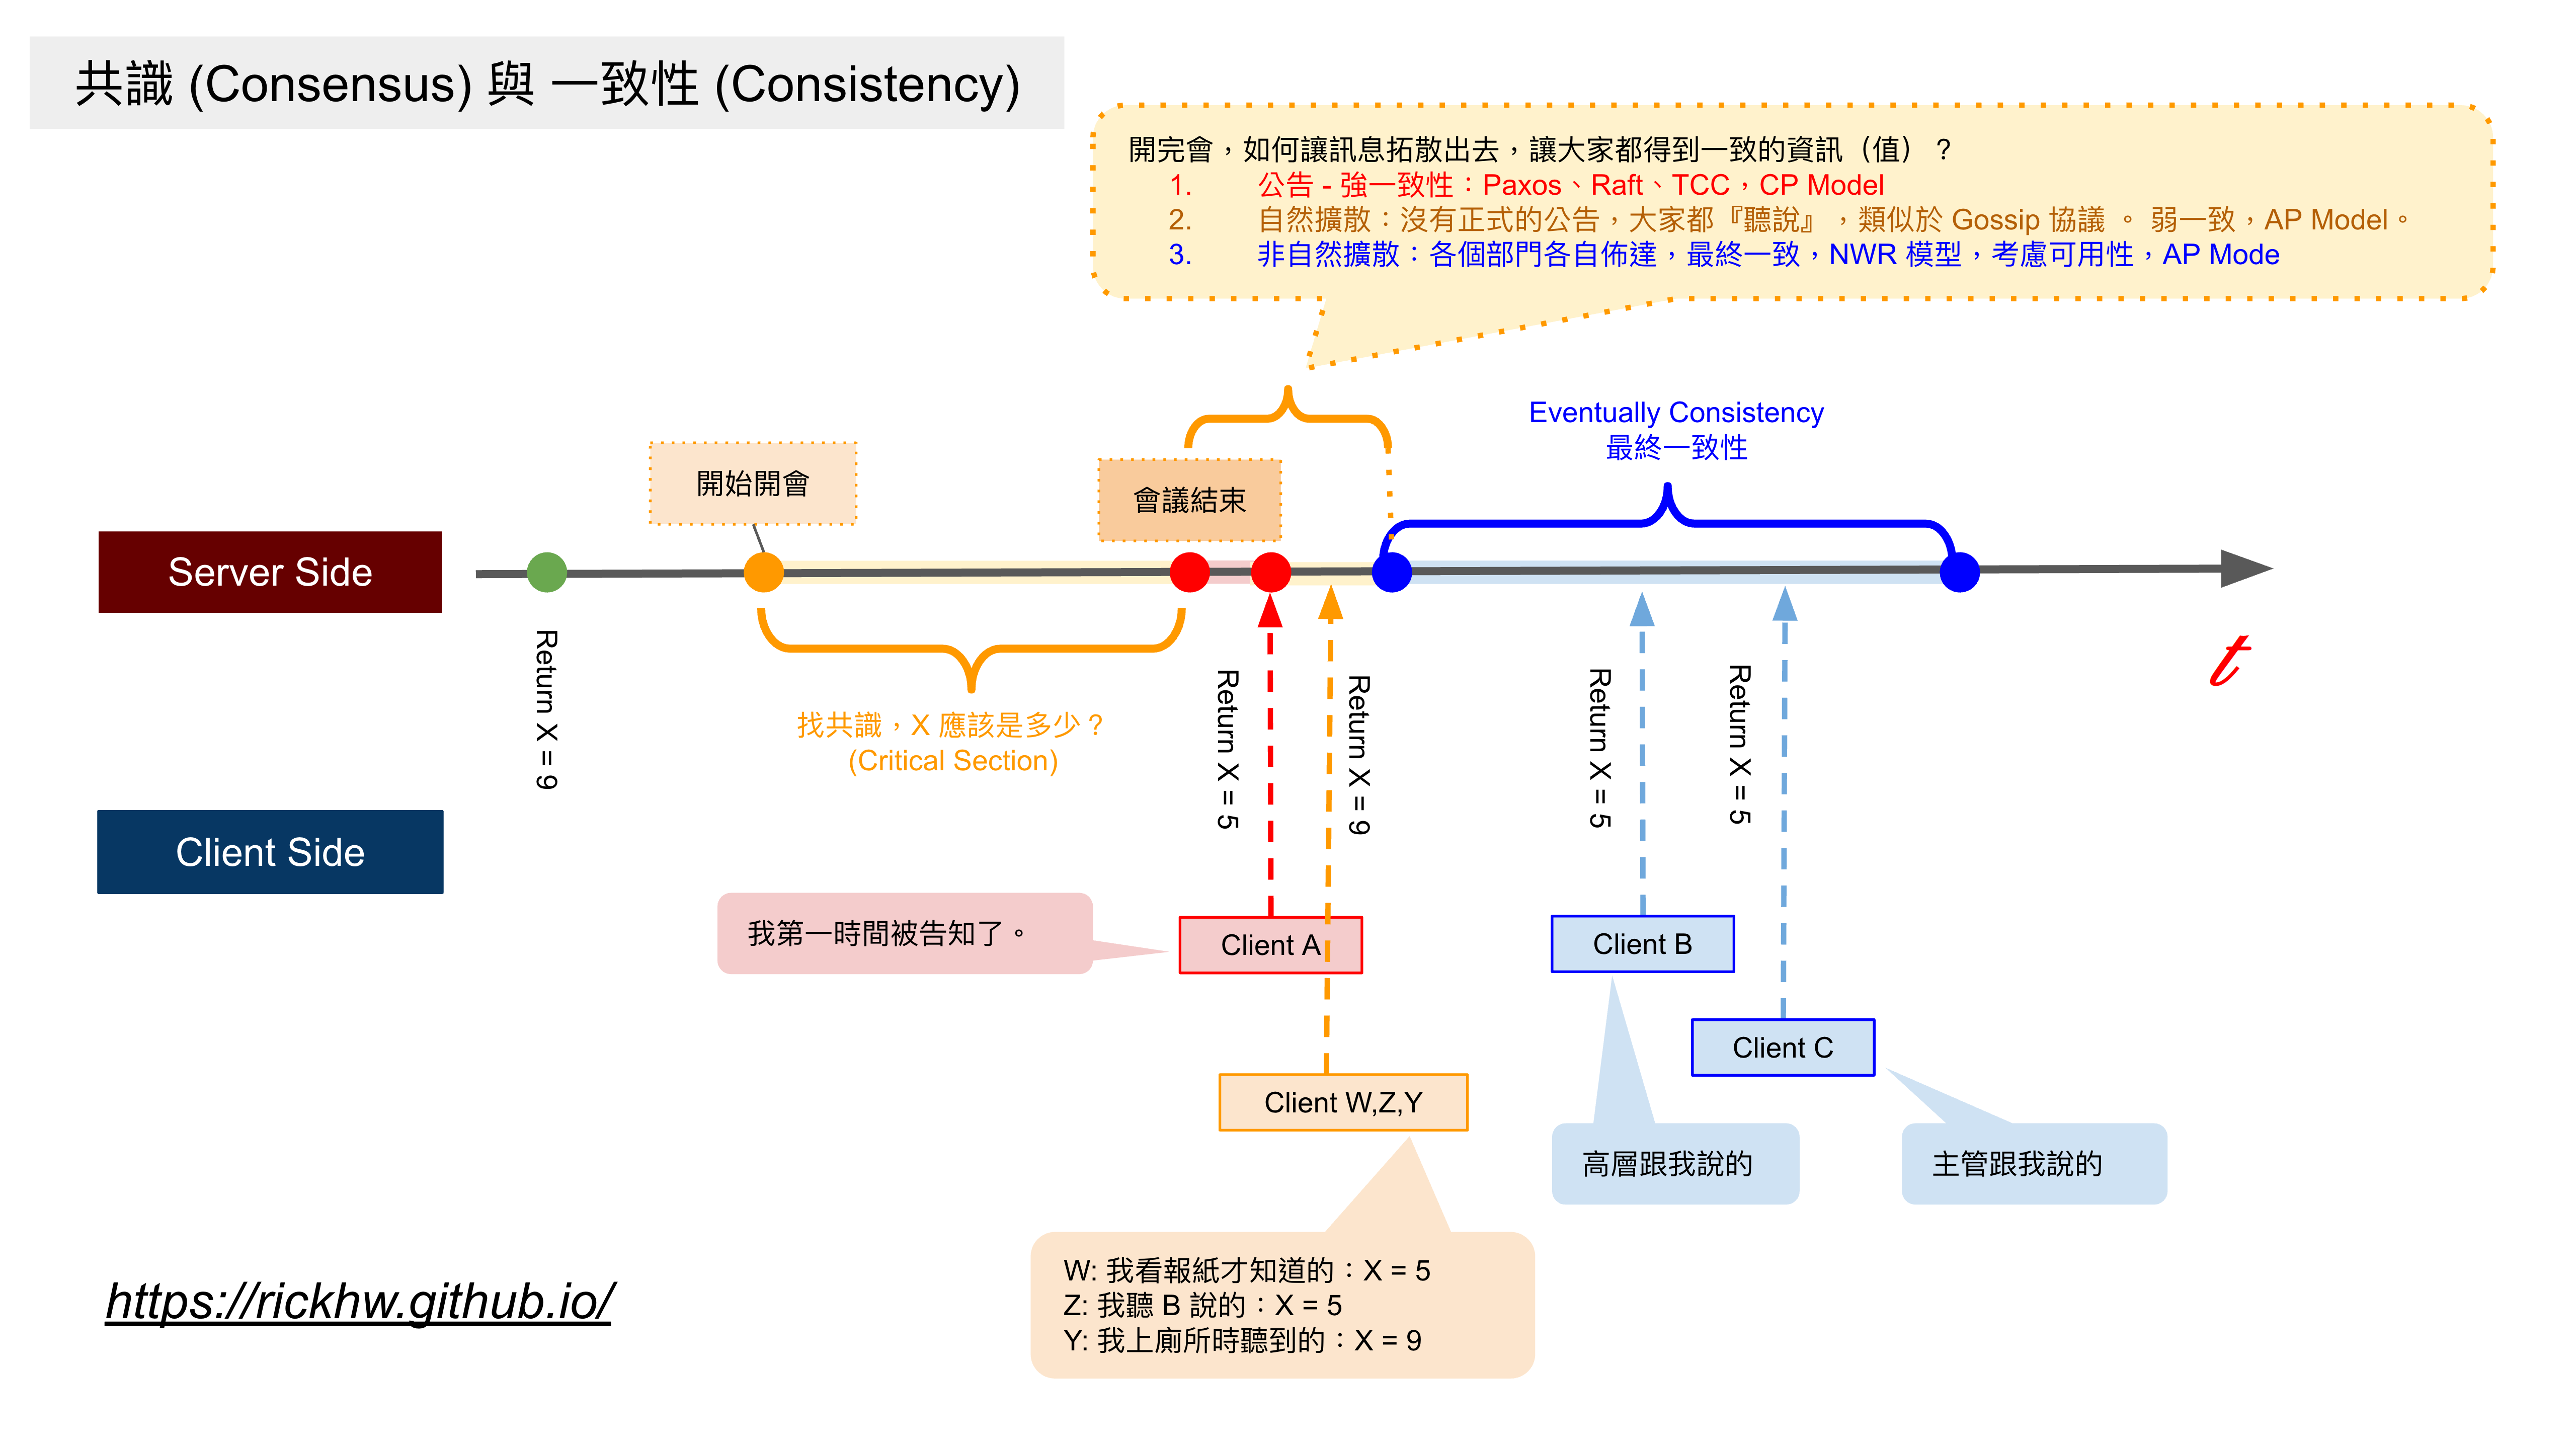 共識 (Consensus) 與 一致性 (Consistency)
開完會，如何讓訊息拓散出去，讓大家都得到一致的資訊（值）？
1. 公告 - 強一致性：Paxos、Raft、TCC，CP Model
2. 自然擴散：沒有正式的公告，大家都『聽說』，類似於 Gossip 協議 。 弱一致，AP Model。
3. 非自然擴散：各個部門各自佈達，最終一致，NWR 模型，考慮可用性，AP Mode
Eventually Consistency
最終一致性
開始開會
會議結束
Server Side
t
Return X = 9
找共識，X 應該是多少？
(Critical Section)
Return X = 5
Return X = 9
Return X = 5
Return X = 5
Client Side
我第一時間被告知了。
Client A
Client B
Client C
Client W,Z,Y
高層跟我說的
主管跟我說的
W: 我看報紙才知道的：X = 5
Z: 我聽 B 說的：X = 5
Y: 我上廁所時聽到的：X = 9
https://rickhw.github.io/